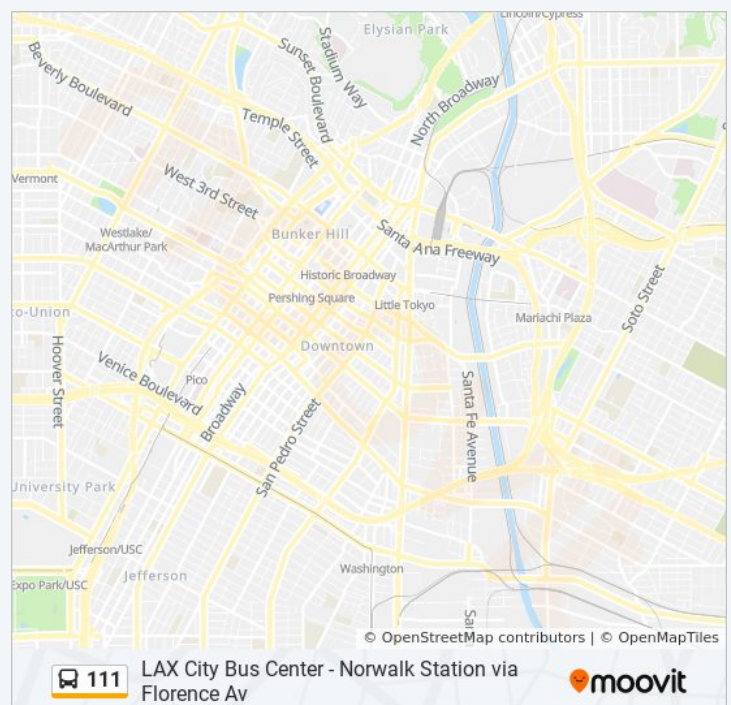 Lincoln/Cypress
Elysian Park
Sunset Boulevard
Stadium Way
Beverly Boulevard
North Broadway
Temple Street
Vermont
West 3rd Street
Westlake/
MacArthur Park
Bunker Hill
Santa Ana Freeway
Historic Broadway
Pershing Square
Little Tokyo
Soto Street
co-Union
Mariachi Plaza
Hoover Street
Downtown
Venice Boulevard
Pico
Broadway
Santa Fe Avenue
San Pedro Street
University Park
Jefferson/USC
Washington
Jefferson
Expo Park/USC
San
© OpenStreetMap contributors | © OpenMapTiles
111
LAX City Bus Center - Norwalk Station via
Florence Av
moovit